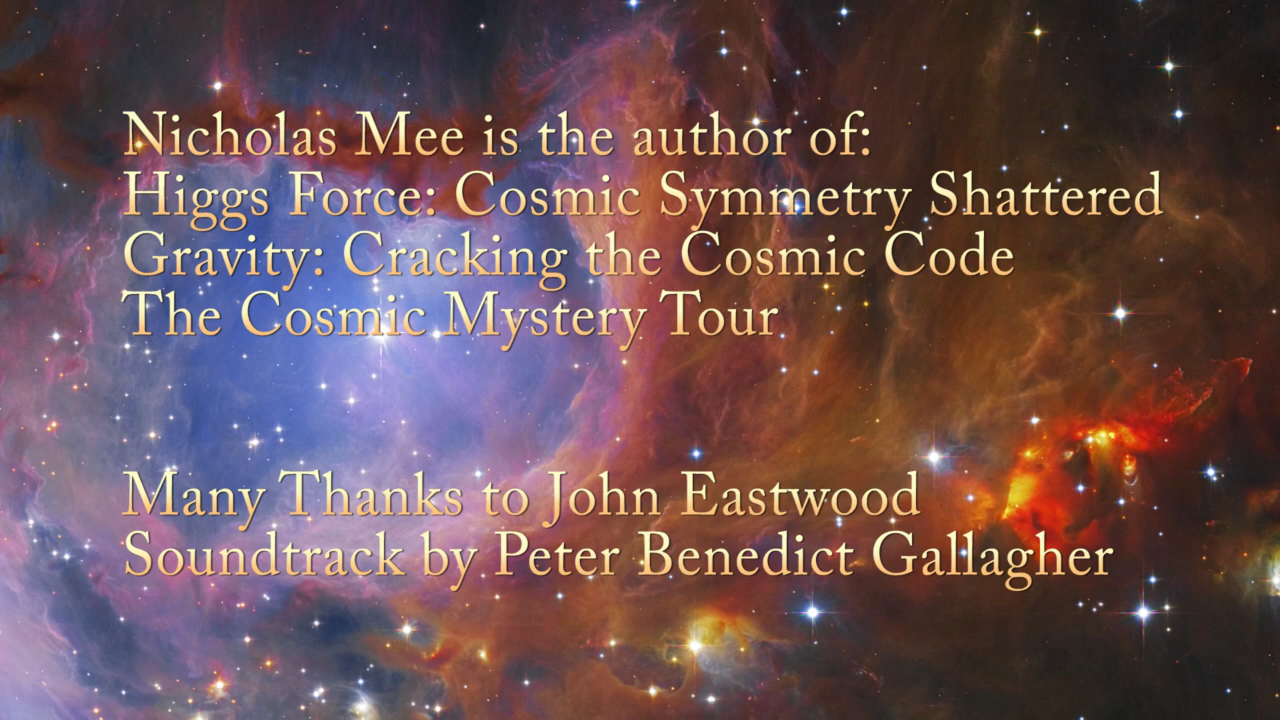 Nicholas Mee is the author of:
Higgs Force: Cosmic Symmetry Shattered
Gravity: Cracking the Cosmic Code
The Cosmic Mystery Tour
Many Thanks to John Eastwood
Soundtrack by Peter Benedict Gallagher